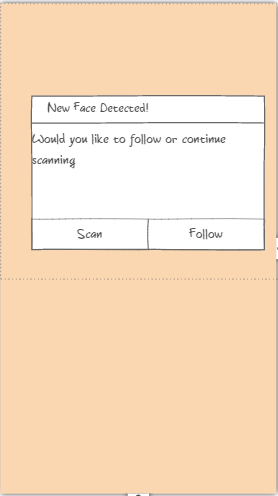 New Face Detected!
Would you like to follow or continue
scanning
Scan
Follow